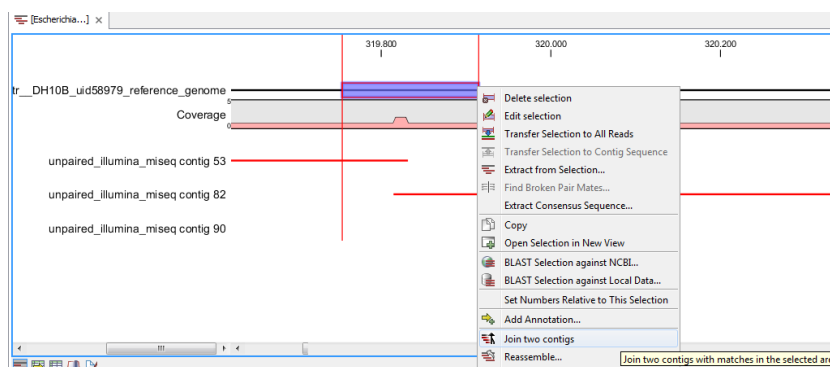 [Escherichia...]
319.800
320.000
320.200
tr__DH10B_uid58979_reference_genome
5
Coverage
0
unpaired_illumina_miseq contig 53
unpaired_illumina_miseq contig 82
unpaired_illumina_miseq contig 90
Delete selection
Edit selection
Transfer Selection to All Reads
Transfer Selection to Contig Sequence
Extract from Selection...
Find Broken Pair Mates...
Extract Consensus Sequence...
Copy
Open Selection in New View
BLAST Selection against NCBI...
BLAST Selection against Local Data...
Set Numbers Relative to This Selection
Add Annotation...
Join two contigs
Reassemble...
Join two contigs with matches in the selected are